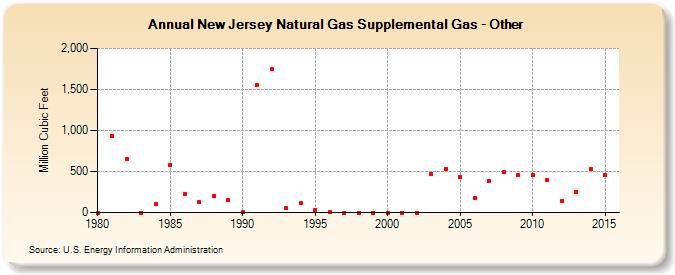 Annual New Jersey Natural Gas Supplemental Gas - Other
Million Cubic Feet
2,000
1,500
1,000
500
0
1980 1985 1990 1995 2000 2005 2010 2015
Source: U.S. Energy Information Administration